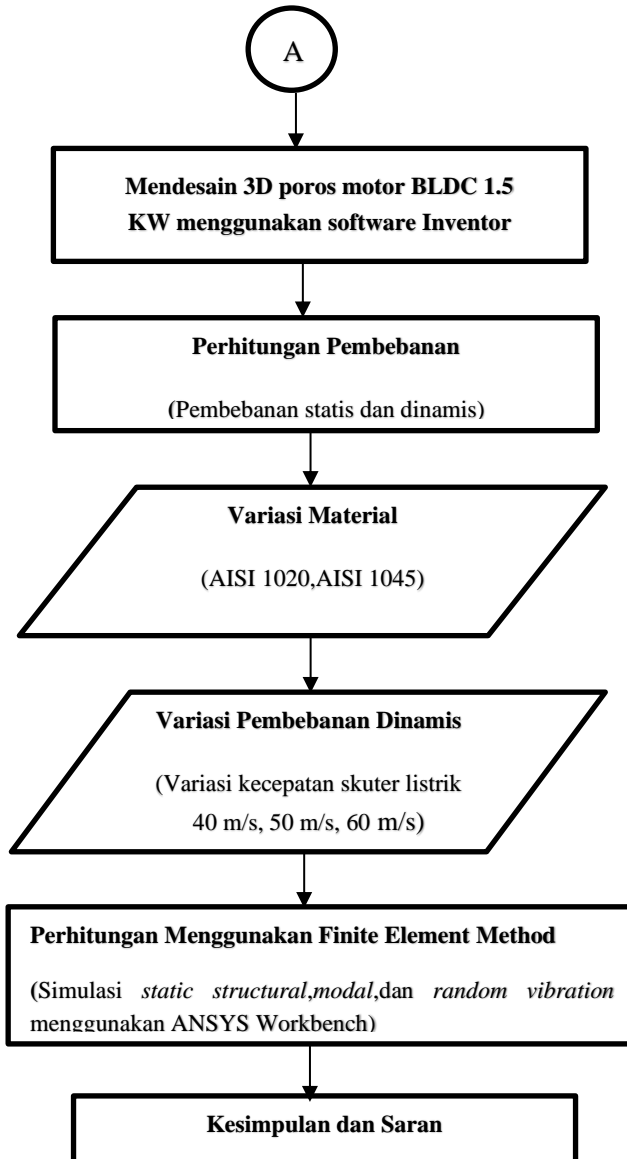 A
Mendesain 3D poros motor BLDC 1.5
KW menggunakan software Inventor
Perhitungan Pembebanan
(Pembebanan statis dan dinamis)
Variasi Material
(AISI 1020,AISI 1045)
Variasi Pembebanan Dinamis
(Variasi kecepatan skuter listrik
40 m/s, 50 m/s, 60 m/s)
Perhitungan Menggunakan Finite Element Method
(Simulasi static structural,modal,dan random vibration
menggunakan ANSYS Workbench)
Kesimpulan dan Saran